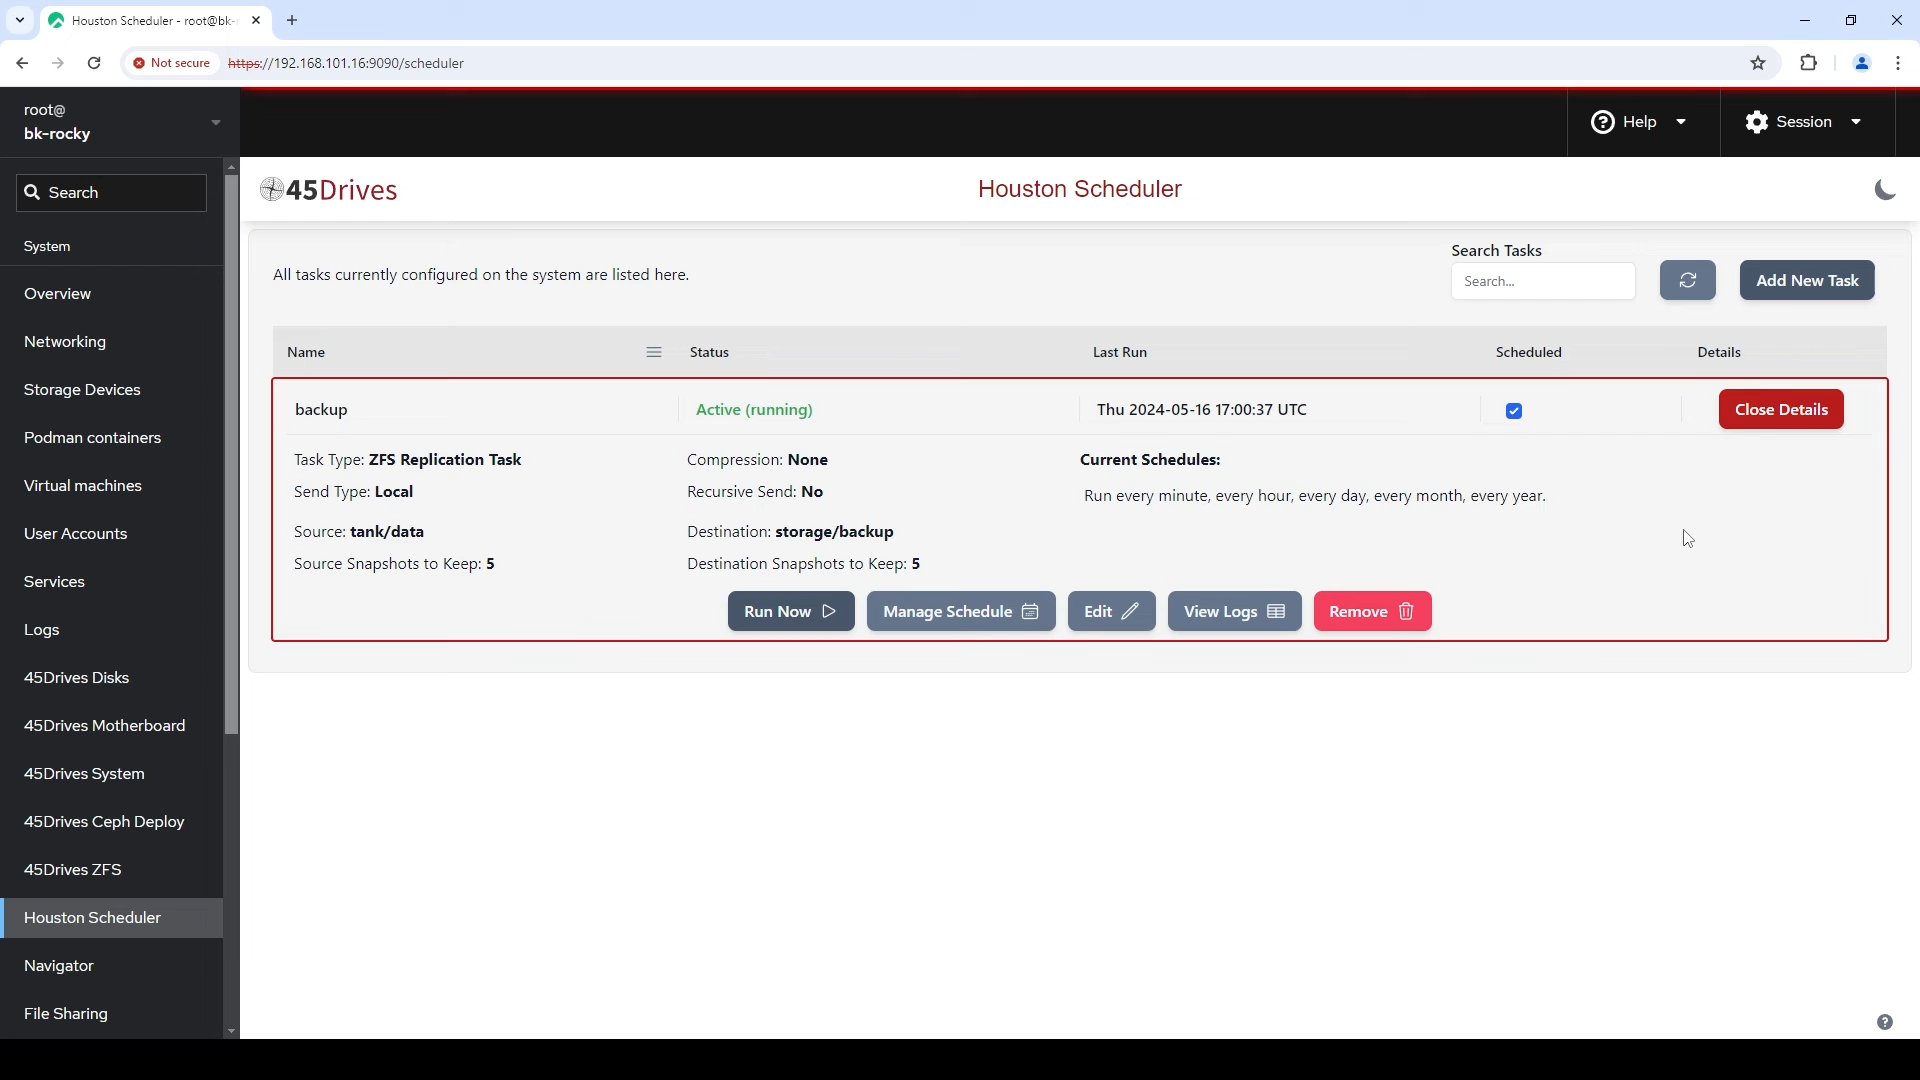 Houston Scheduler - root@bk-
Not secure
https://192.168.101.16:9090/scheduler
root@
bk-rocky
Help
Session
Search
45Drives
Houston Scheduler
System
All tasks currently configured on the system are listed here.
Search Tasks
Search...
Add New Task
Overview
Networking
Storage Devices
Podman containers
Virtual machines
User Accounts
Services
Logs
45Drives Disks
45Drives Motherboard
45Drives System
45Drives Ceph Deploy
45Drives ZFS
Houston Scheduler
Navigator
File Sharing
Name Status Last Run Scheduled Details
backup Active (running) Thu 2024-05-16 17:00:37 UTC Close Details
Task Type: ZFS Replication Task Compression: None Current Schedules:
Send Type: Local Recursive Send: No Run every minute, every hour, every day, every month, every year.
Source: tank/data Destination: storage/backup
Source Snapshots to Keep: 5 Destination Snapshots to Keep: 5
Run Now Manage Schedule Edit View Logs Remove